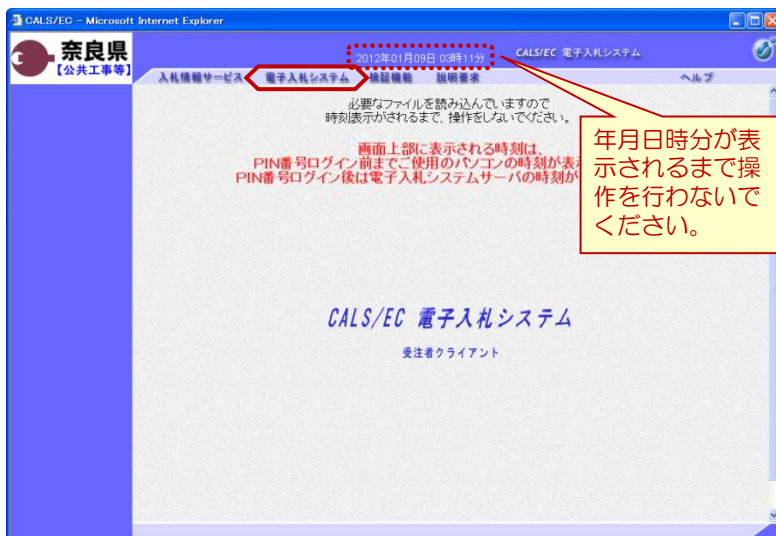 CALS/EC - Microsoft Internet Explorer
奈良県
【公共工事等】
2012年01月09日 03時11分
CALS/EC 電子入札システム
入札情報サービス 電子入札システム 検証機能 説明要求 ヘルプ
必要なファイルを読み込んでいますので
時刻表示がされるまで、操作をしないでください。
画面上部に表示される時刻は、
PIN番号ログイン前までご使用のパソコンの時刻が表
PIN番号ログイン後は電子入札システムサーバの時刻が
年月日時分が表
示されるまで操
作を行わないで
ください。
CALS/EC 電子入札システム
受注者クライアント